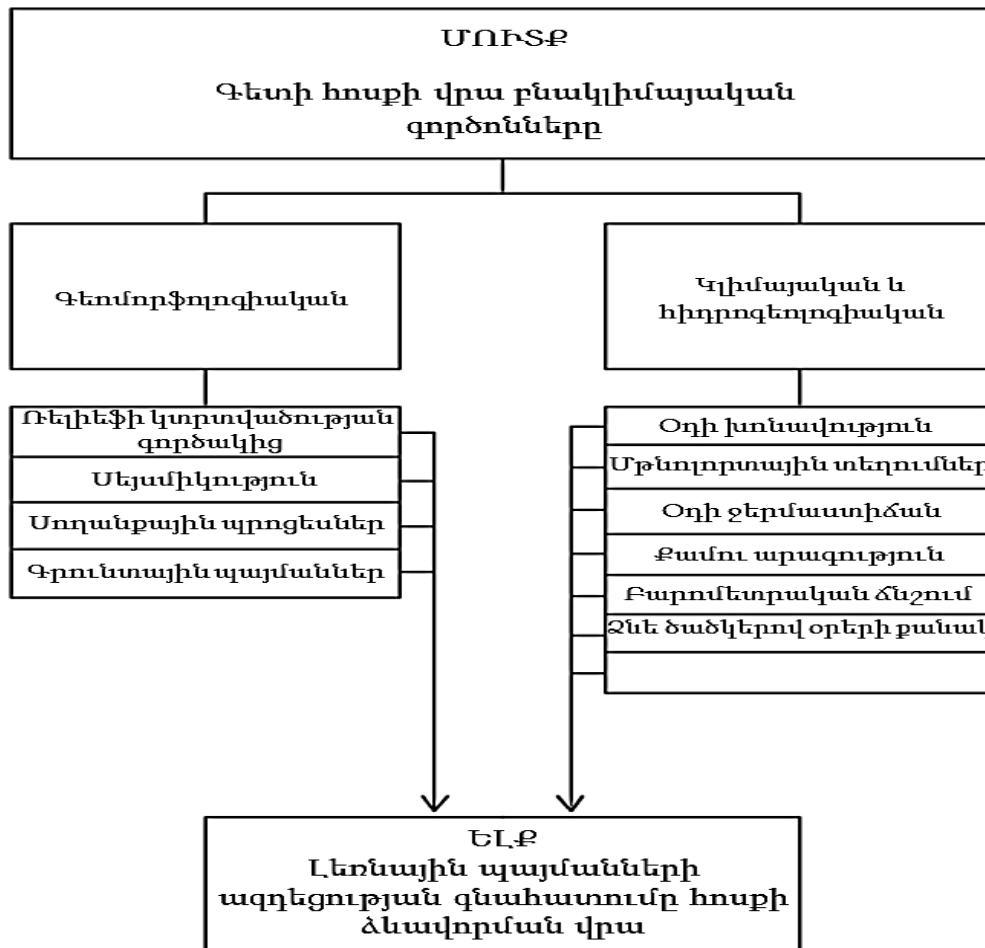 ՄՈՒՏՔ
Գետի հոսքի վրա բնակլիմայական
գործոնները
Գեոմորֆոլոգիական
Կլիմայական և
հիդրոգեոլոգիական
Ռելիեֆի կտրտվածության
գործակից
Սեյսմիկություն
Սողանքային պրոցեսներ
Գրունտային պայմաններ
Օդի խոնավություն
Մթնոլորտային տեղումներ
Օդի ջերմաստիճան
Քամու արագություն
Բարոմետրական ճնշում
Ձնե ծածկերով օրերի քանակ
ԵԼՔ
Լեռնային պայմանների
ազդեցության գնահատումը հոսքի
ձևավորման վրա